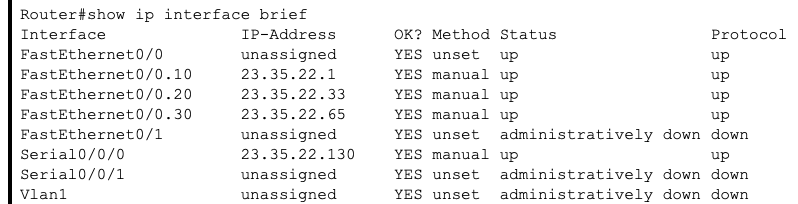 Router#show ip interface brief
Interface IP-Address OK? Method Status Protocol
FastEthernet0/0 unassigned YES unset up up
FastEthernet0/0.10 23.35.22.1 YES manual up up
FastEthernet0/0.20 23.35.22.33 YES manual up up
FastEthernet0/0.30 23.35.22.65 YES manual up up
FastEthernet0/1 unassigned YES unset administratively down down
Serial0/0/0 23.35.22.130 YES manual up up
Serial0/0/1 unassigned YES unset administratively down down
Vlan1 unassigned YES unset administratively down down